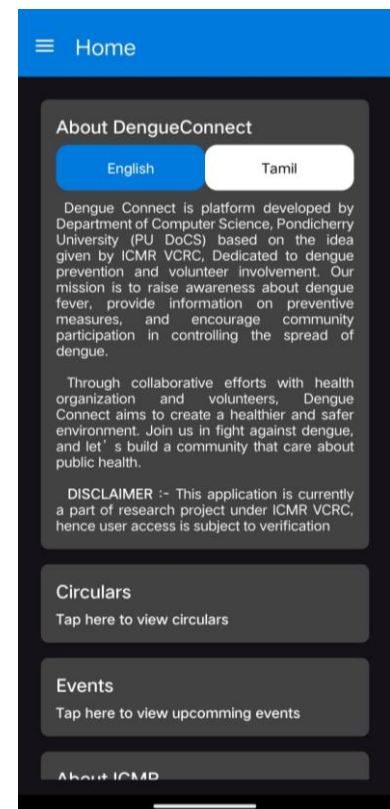 Home
About DengueConnect
English Tamil
Dengue Connect is platform developed by
Department of Computer Science, Pondicherry
University (PU DoCS) based on the idea
given by ICMR VCRC, Dedicated to dengue
prevention and volunteer involvement. Our
mission is to raise awareness about dengue
fever, provide information on preventive
measures, and encourage community
participation in controlling the spread of
dengue.
Through collaborative efforts with health
organization and volunteers, Dengue
Connect aims to create a healthier and safer
environment. Join us in fight against dengue,
and let's build a community that care about
public health.
DISCLAIMER :- This application is currently
a part of research project under ICMR VCRC,
hence user access is subject to verification
Circulars
Tap here to view circulars
Events
Tap here to view upcomming events
About ICMR